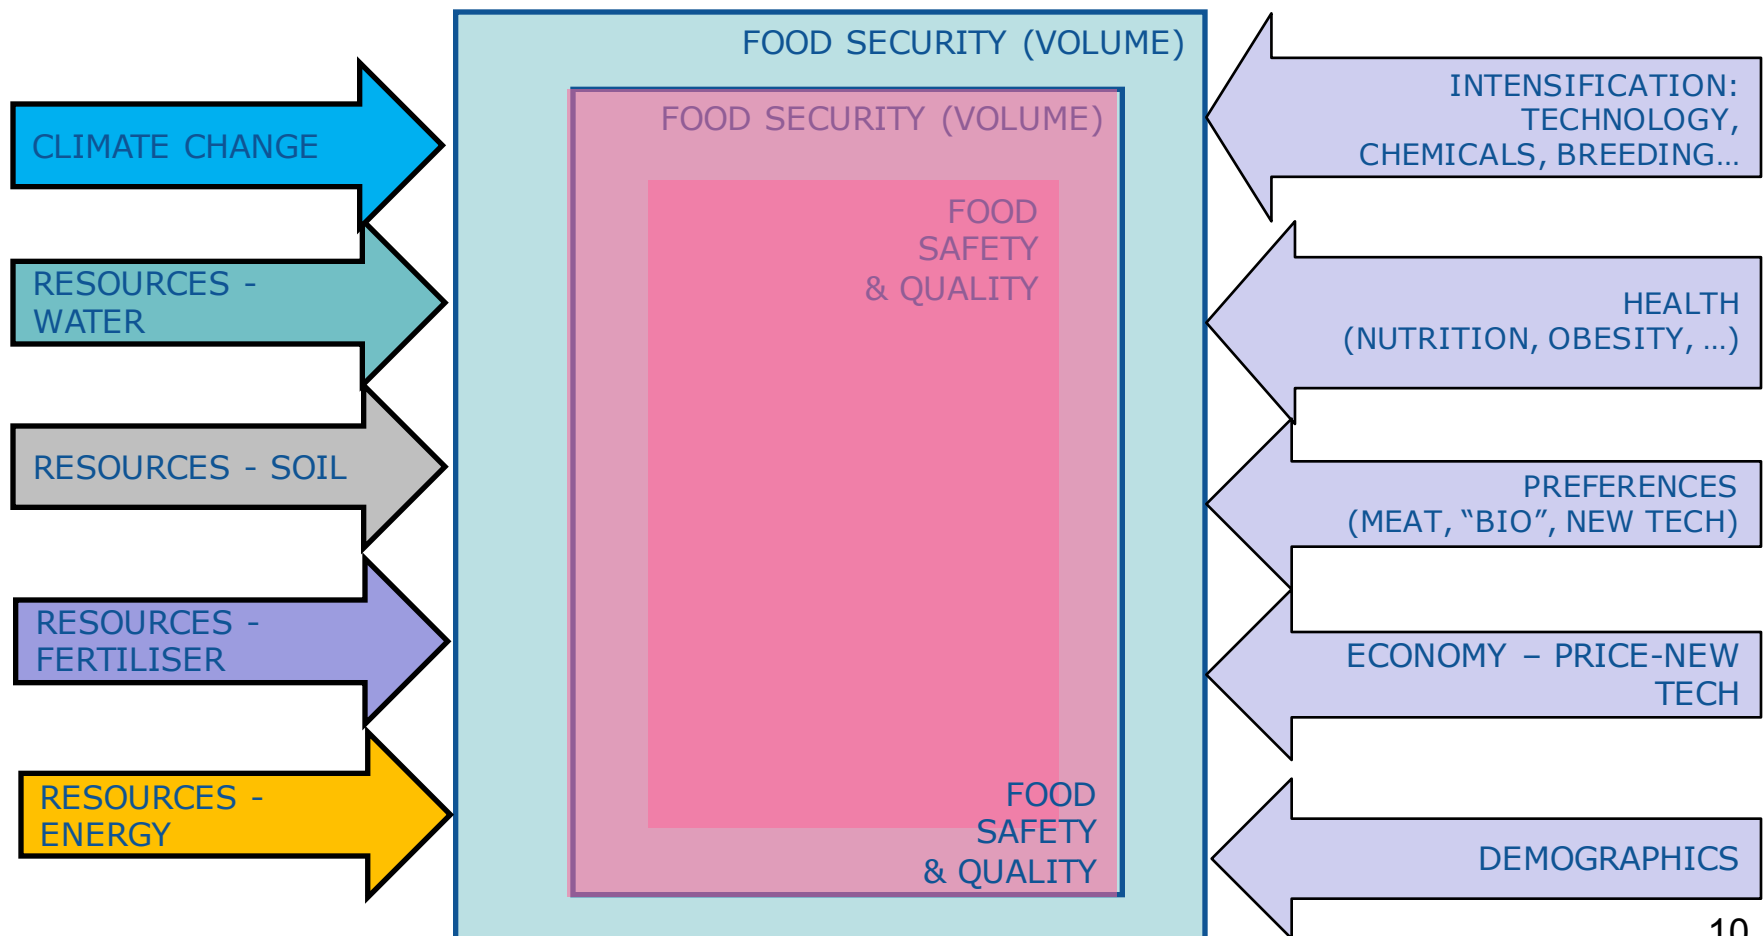 FOOD SECURITY (VOLUME)
FOOD SECURITY (VOLUME)
FOOD
SAFETY
& QUALITY
FOOD
SAFETY
& QUALITY
CLIMATE CHANGE
RESOURCES -
WATER
RESOURCES - SOIL
RESOURCES -
FERTILISER
RESOURCES -
ENERGY
INTENSIFICATION:
TECHNOLOGY,
CHEMICALS, BREEDING…
HEALTH
(NUTRITION, OBESITY, …)
PREFERENCES
(MEAT, “BIO”, NEW TECH)
ECONOMY – PRICE-NEW
TECH
DEMOGRAPHICS
10